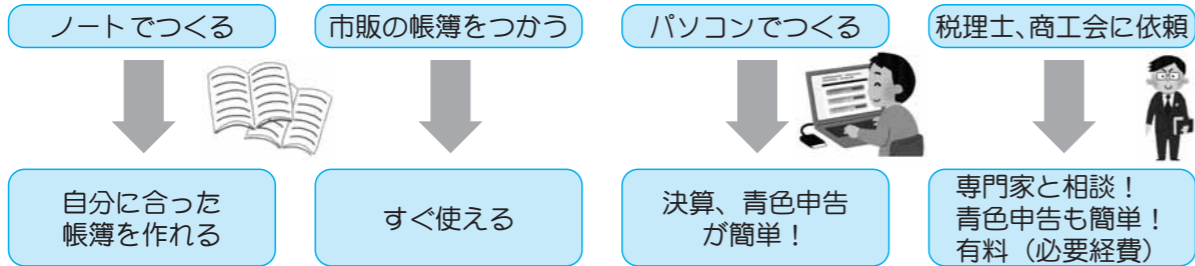 ノートでつくる
市販の帳簿をつかう
パソコンでつくる
税理士、商工会に依頼
自分に合った
帳簿を作れる
すぐ使える
決算、青色申告
が簡単！
専門家と相談！
青色申告も簡単！
有料（必要経費）